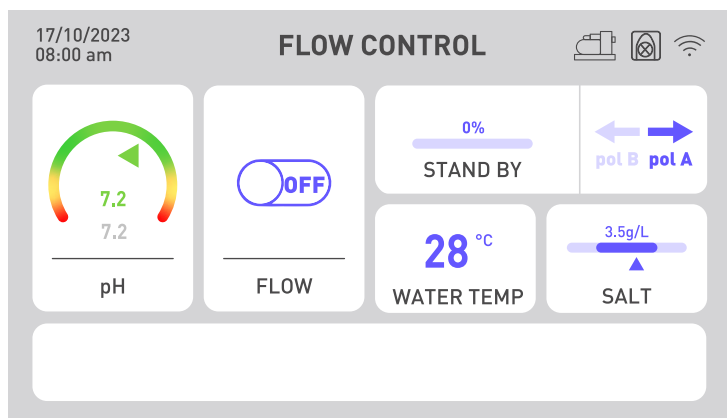 17/10/2023
08:00 am
FLOW CONTROL
7.2
7.2
pH
OFF
FLOW
0%
STAND BY
pol B pol A
28 °C
WATER TEMP
3.5g/L
SALT